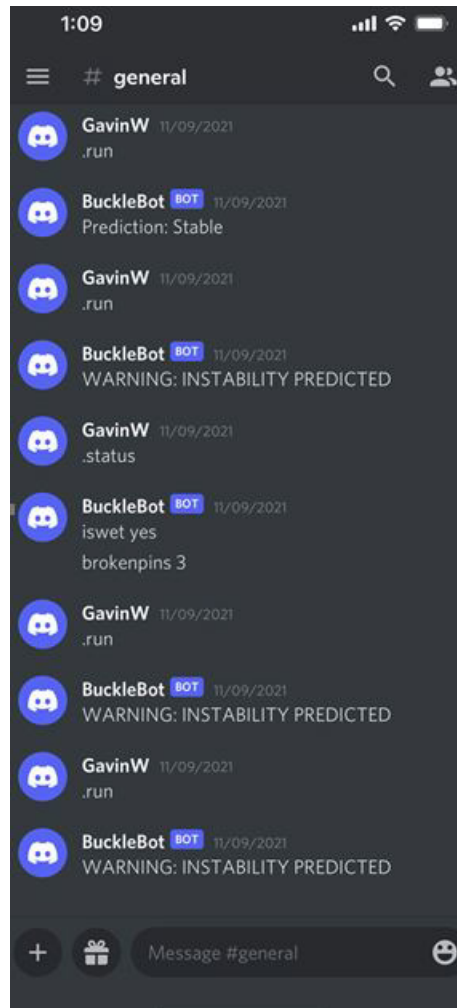 1:09
# general
GavinW 11/09/2021
.run
BuckleBot BOT 11/09/2021
Prediction: Stable
GavinW 11/09/2021
.run
BuckleBot BOT 11/09/2021
WARNING: INSTABILITY PREDICTED
GavinW 11/09/2021
.status
BuckleBot BOT 11/09/2021
iswet yes
brokenpins 3
GavinW 11/09/2021
.run
BuckleBot BOT 11/09/2021
WARNING: INSTABILITY PREDICTED
GavinW 11/09/2021
.run
BuckleBot BOT 11/09/2021
WARNING: INSTABILITY PREDICTED
Message #general